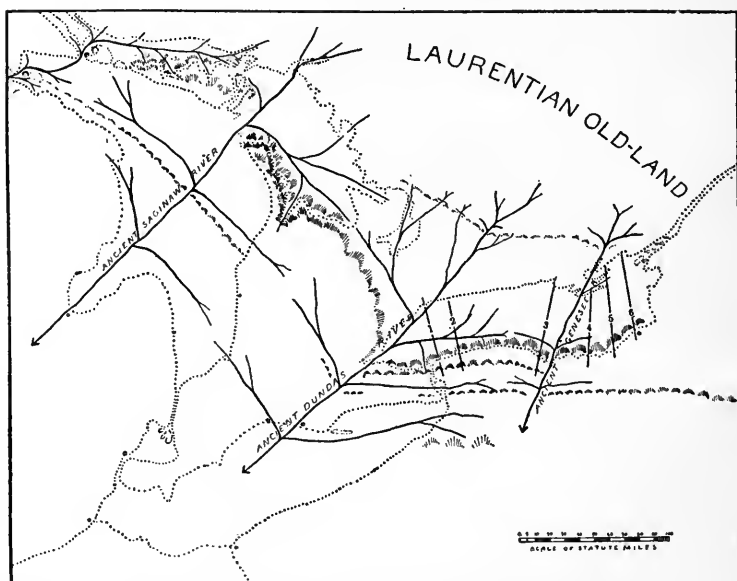 LAURENTIAN OLD-LAND
ANCIENT SAGINAW RIVER
ANCIENT DUNDAS RIVER
1
2
3
4
5
6
ANCIENT GENESEE
SCALE OF STATUTE MILES